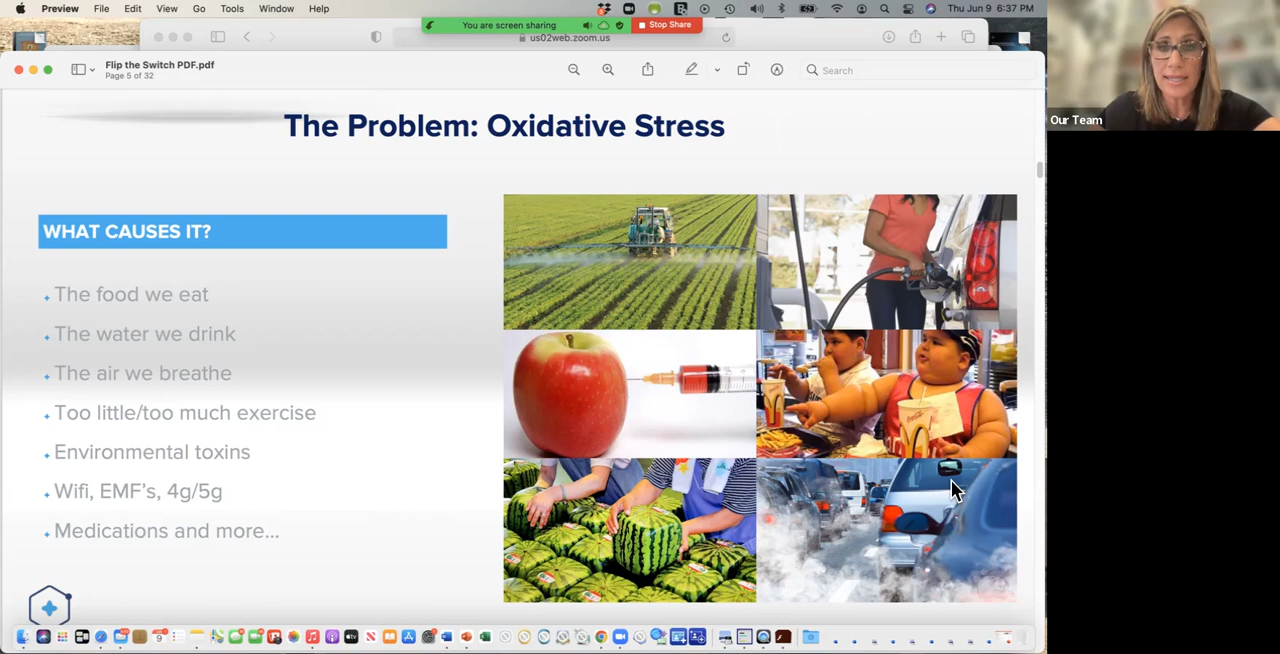 Preview File Edit View Go Tools Window Help
Thu Jun 9 6:37 PM
You are screen sharing
Stop Share
us02web.zoom.us
Flip the Switch PDF.pdf
Page 5 of 32
Search
Our Team
The Problem: Oxidative Stress
WHAT CAUSES IT?
The food we eat
The water we drink
The air we breathe
Too little/too much exercise
Environmental toxins
Wifi, EMF's, 4g/5g
Medications and more...